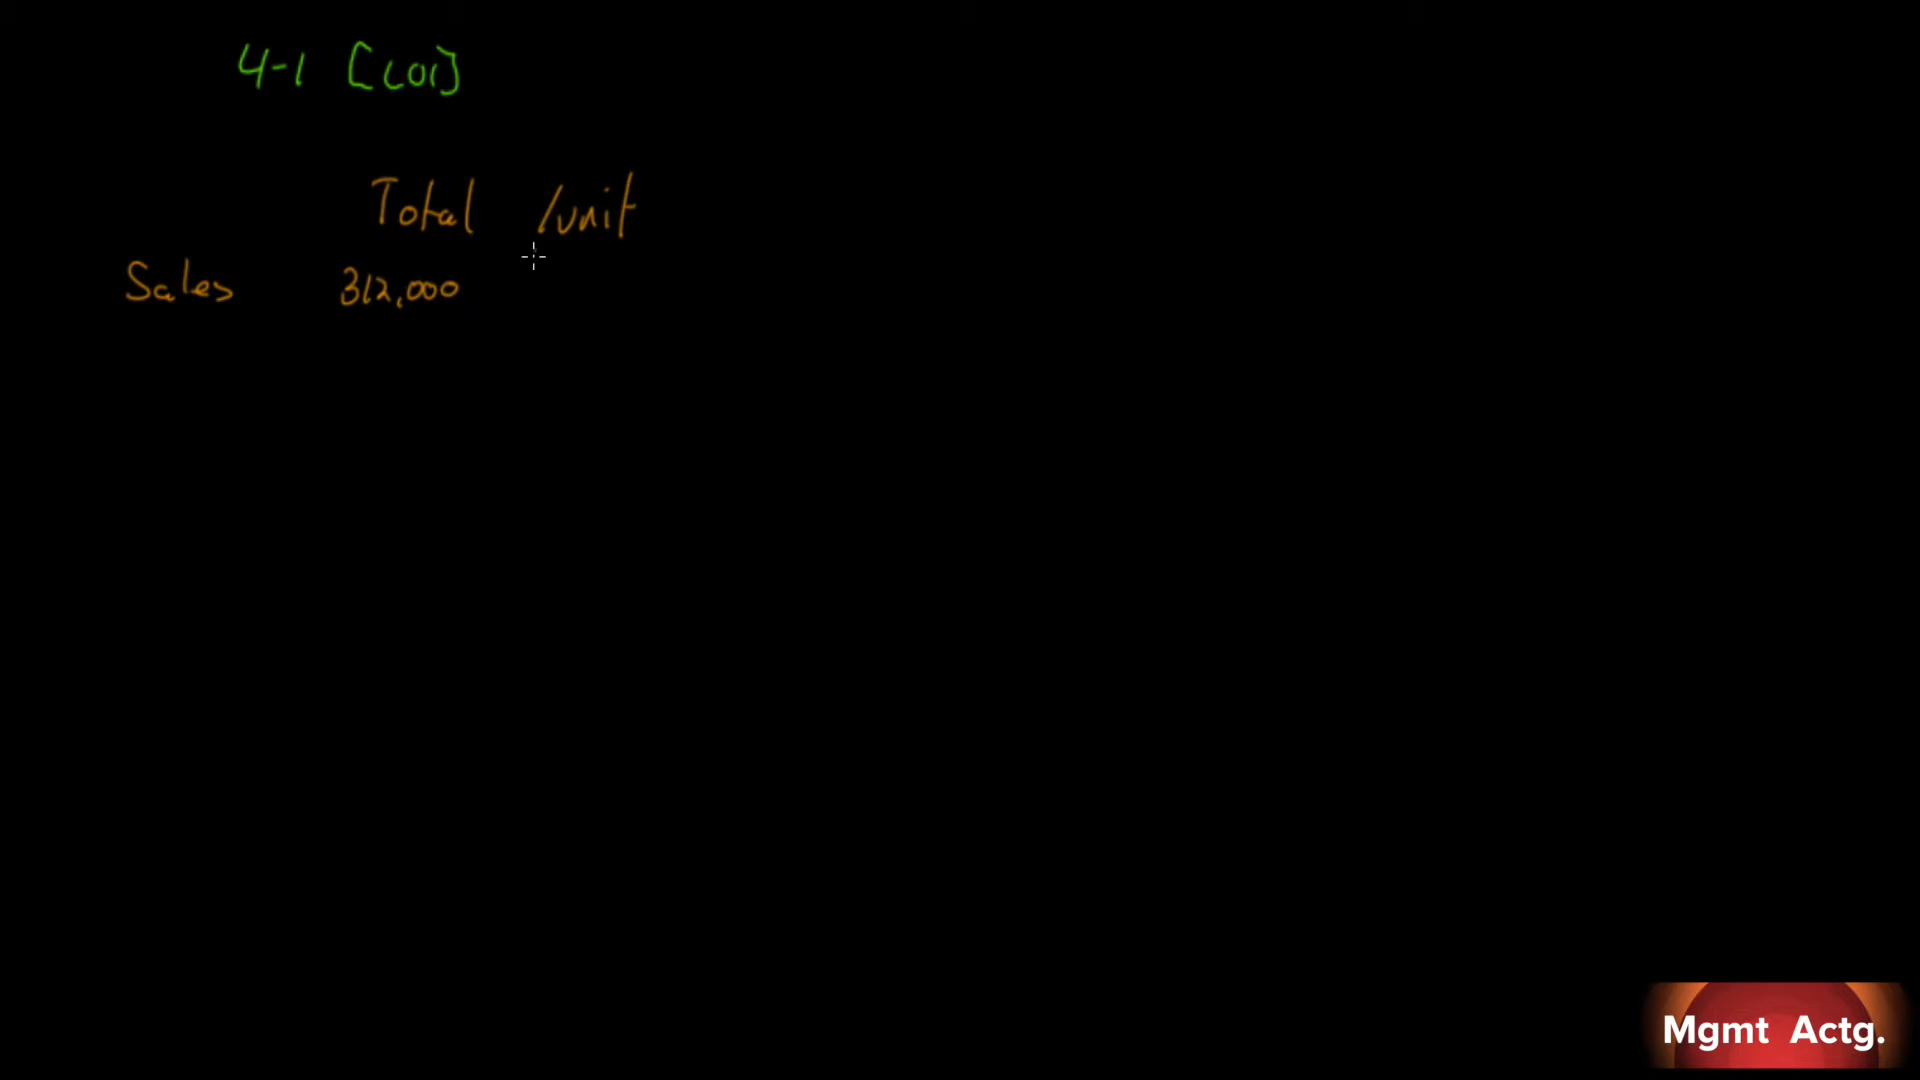 4-1 [LO1]
Total /unit
Sales 312,000
Mgmt Actg.